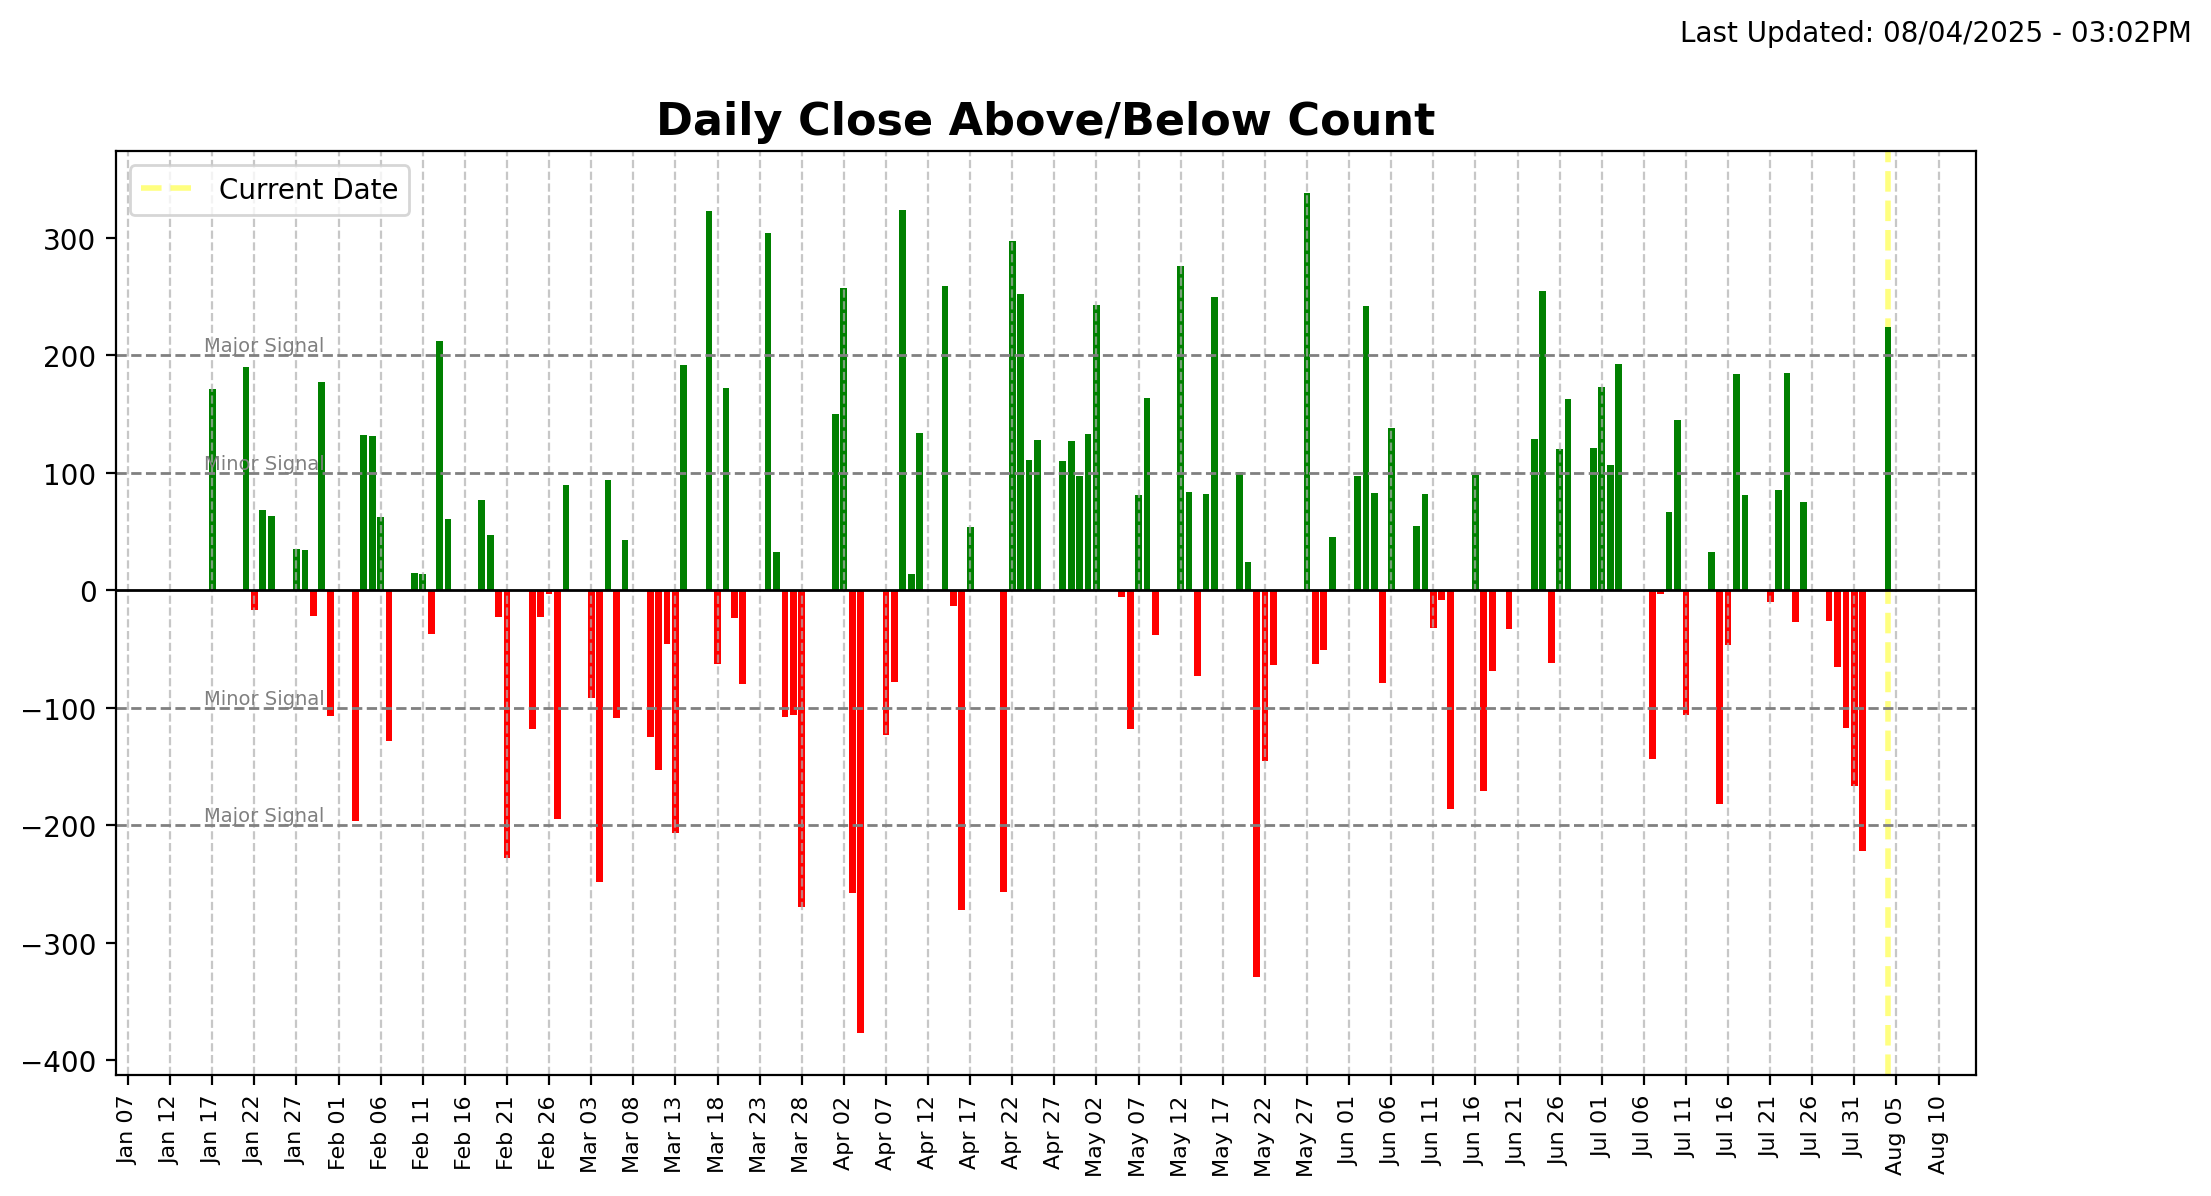 Last Updated: 08/04/2025 - 03:02PM
Daily Close Above/Below Count
Current Date
300
200
100
0
−100
−200
−300
−400
Major Signal
Minor Signal
Minor Signal
Major Signal
Jan 07
Jan 12
Jan 17
Jan 22
Jan 27
Feb 01
Feb 06
Feb 11
Feb 16
Feb 21
Feb 26
Mar 03
Mar 08
Mar 13
Mar 18
Mar 23
Mar 28
Apr 02
Apr 07
Apr 12
Apr 17
Apr 22
Apr 27
May 02
May 07
May 12
May 17
May 22
May 27
Jun 01
Jun 06
Jun 11
Jun 16
Jun 21
Jun 26
Jul 01
Jul 06
Jul 11
Jul 16
Jul 21
Jul 26
Jul 31
Aug 05
Aug 10